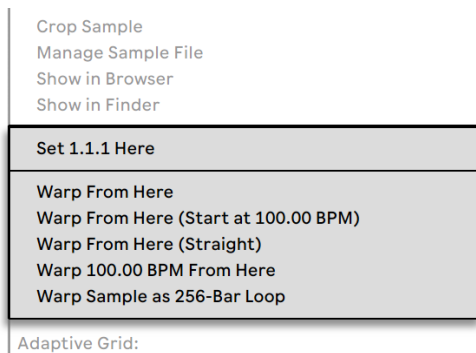 Crop Sample
Manage Sample File
Show in Browser
Show in Finder
Set 1.1.1 Here
Warp From Here
Warp From Here (Start at 100.00 BPM)
Warp From Here (Straight)
Warp 100.00 BPM From Here
Warp Sample as 256-Bar Loop
Adaptive Grid: